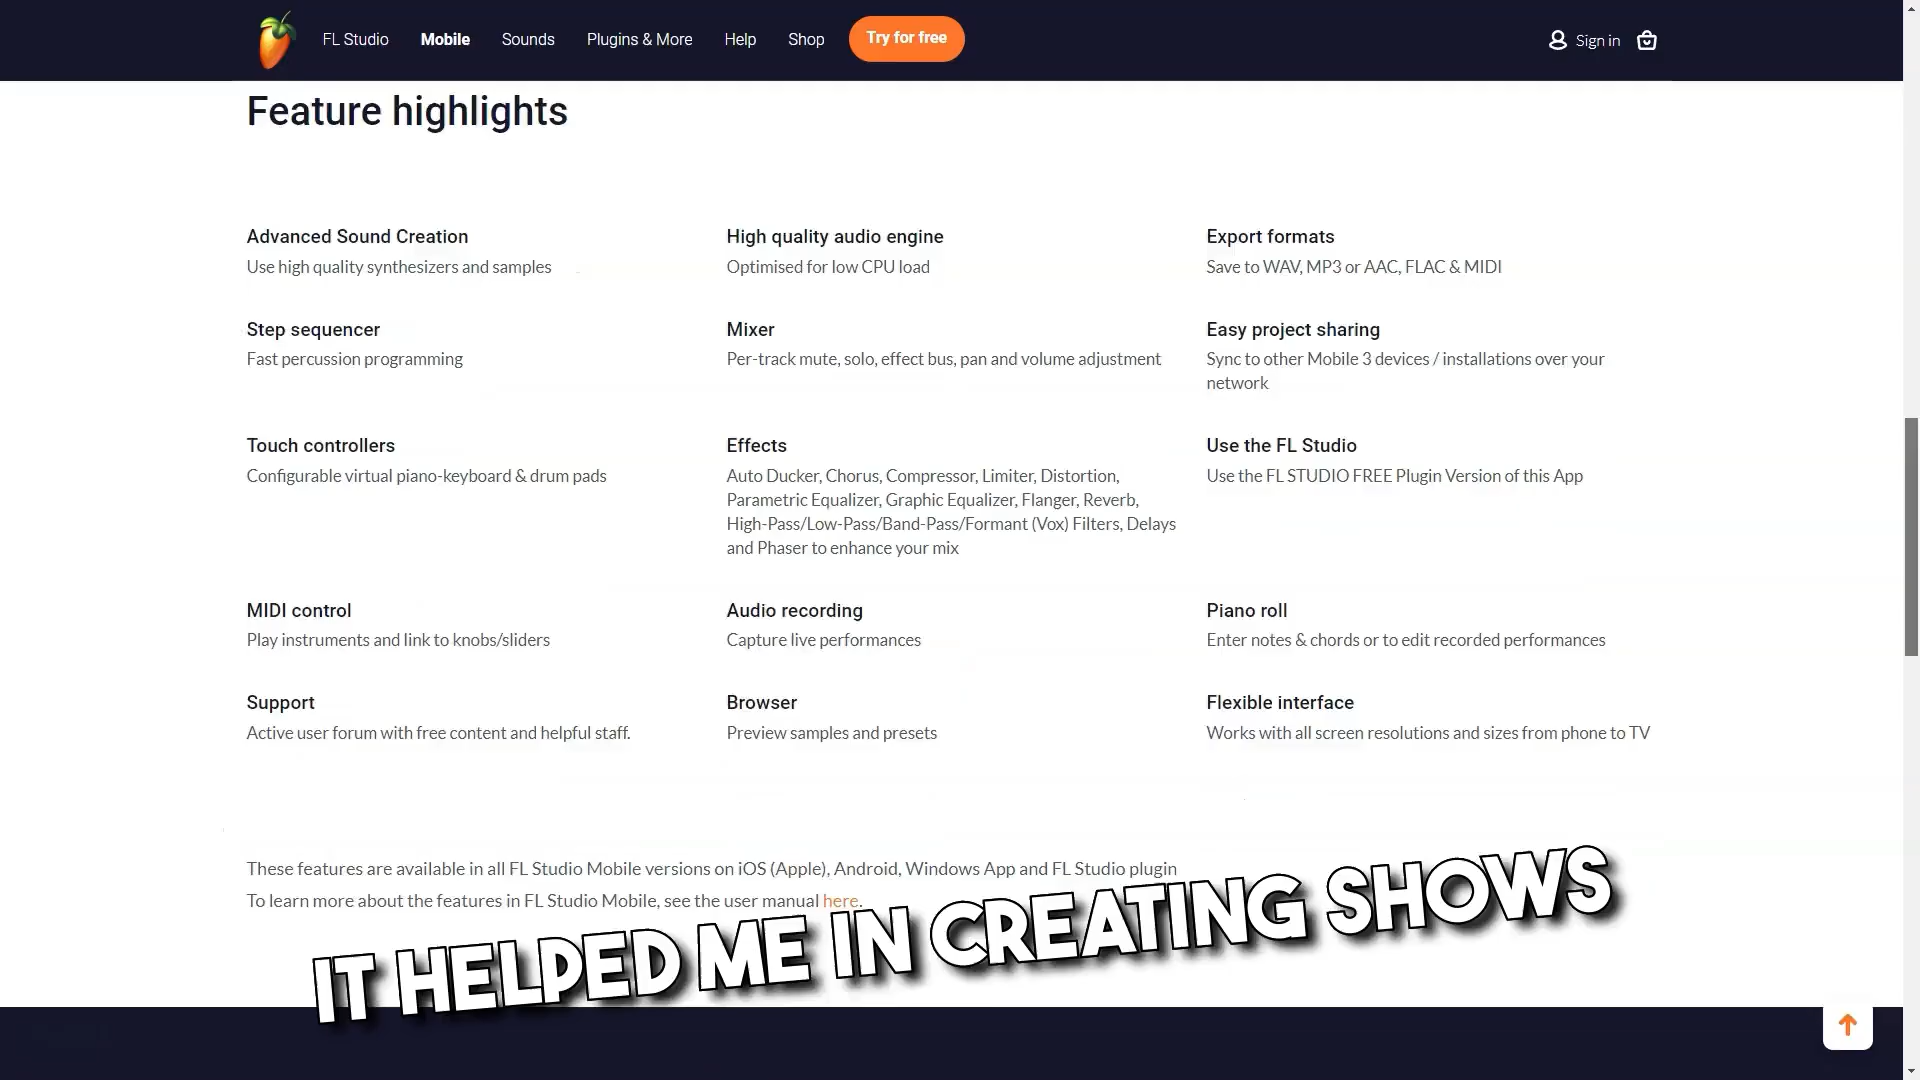 FL Studio Mobile Sounds Plugins & More Help Shop Try for free Sign in
Feature highlights
Advanced Sound Creation
Use high quality synthesizers and samples
High quality audio engine
Optimised for low CPU load
Export formats
Save to WAV, MP3 or AAC, FLAC & MIDI
Step sequencer
Fast percussion programming
Mixer
Per-track mute, solo, effect bus, pan and volume adjustment
Easy project sharing
Sync to other Mobile 3 devices / installations over your
network
Touch controllers
Configurable virtual piano-keyboard & drum pads
Effects
Auto Ducker, Chorus, Compressor, Limiter, Distortion,
Parametric Equalizer, Graphic Equalizer, Flanger, Reverb,
High-Pass/Low-Pass/Band-Pass/Formant (Vox) Filters, Delays
and Phaser to enhance your mix
Use the FL Studio
Use the FL STUDIO FREE Plugin Version of this App
MIDI control
Play instruments and link to knobs/sliders
Audio recording
Capture live performances
Piano roll
Enter notes & chords or to edit recorded performances
Support
Active user forum with free content and helpful staff.
Browser
Preview samples and presets
Flexible interface
Works with all screen resolutions and sizes from phone to TV
These features are available in all FL Studio Mobile versions on iOS (Apple), Android, Windows App and FL Studio plugin
To learn more about the features in FL Studio Mobile, see the user manual here.
IT HELPED ME IN CREATING SHOWS